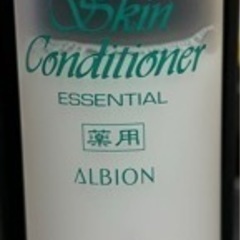 Skin
Conditioner
ESSENTIAL
薬用
ALBION